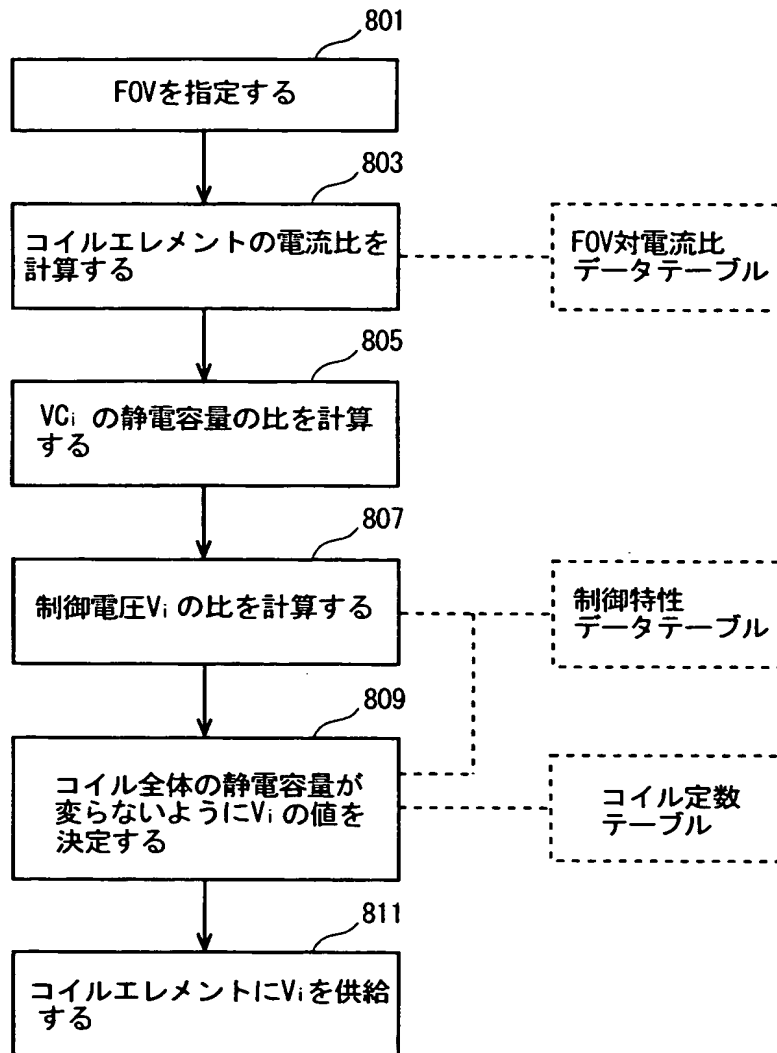 801
FOVを指定する
803
コイルエレメントの電流比を
計算する
FOV対電流比
データテーブル
805
VCi の静電容量の比を計算
する
807
制御電圧Vi の比を計算する
制御特性
データテーブル
809
コイル全体の静電容量が
変らないようにVi の値を
決定する
コイル定数
テーブル
811
コイルエレメントにViを供給
する